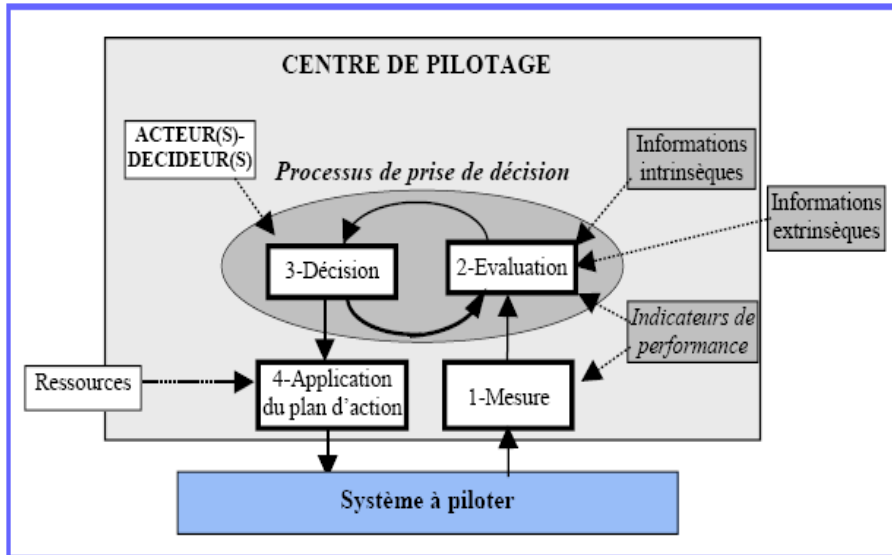 CENTRE DE PILOTAGE
ACTEUR(S)-
DECIDEUR(S)
Processus de prise de décision
Informations
intrinsèques
Informations
extrinsèques
3-Décision
2-Evaluation
Indicateurs de
performance
Ressources
4-Application
du plan d'action
1-Mesure
Système à piloter